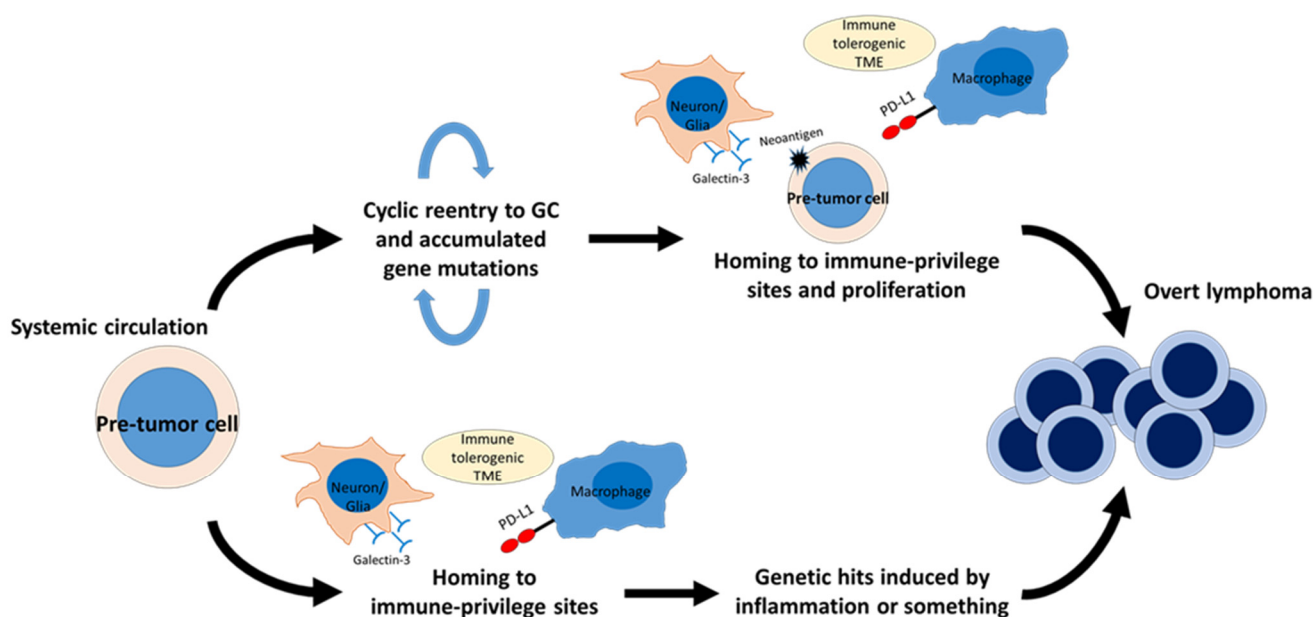 Immune
tolerogenic
TME
Macrophage
PD-L1
Neuron/
Glia
Neoantigen
Galectin-3
Pre-tumor cell
Cyclic reentry to GC
and accumulated
gene mutations
Homing to immune-privilege
sites and proliferation
Overt lymphoma
Systemic circulation
Pre-tumor cell
Immune
tolerogenic
TME
Neuron/
Glia
Macrophage
PD-L1
Galectin-3
Homing to
immune-privilege sites
Genetic hits induced by
inflammation or something